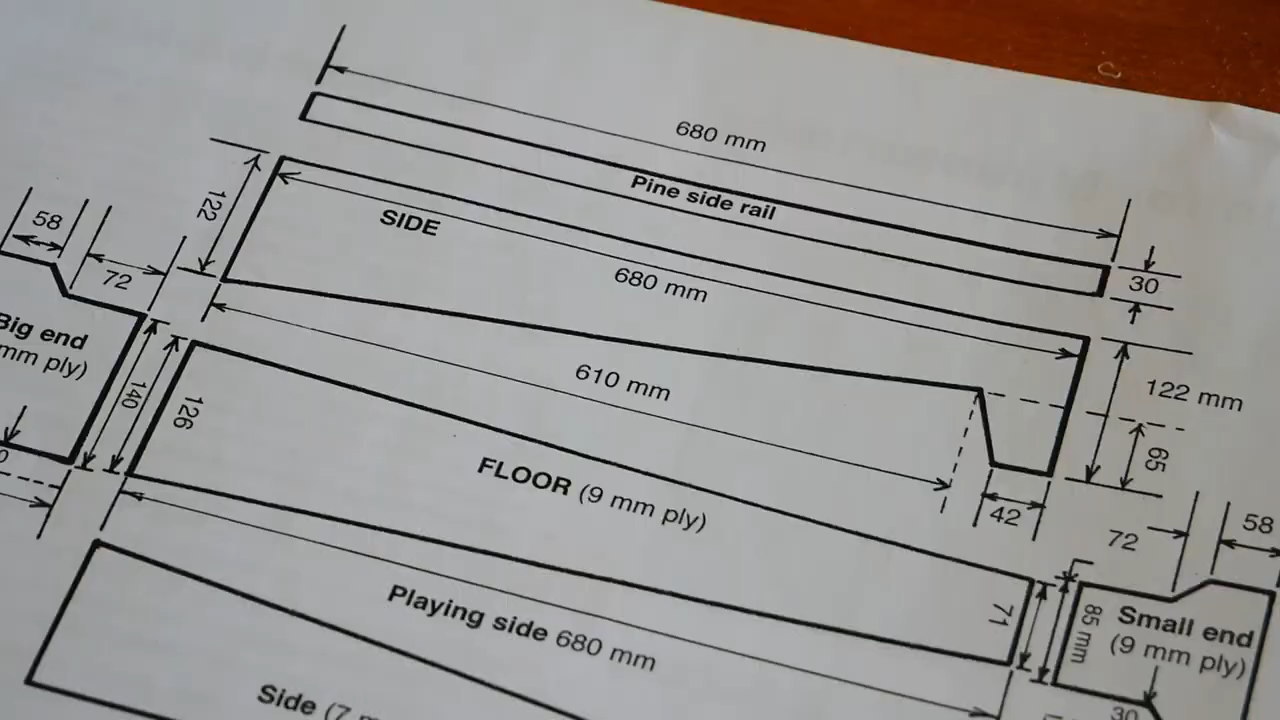 680 mm
Pine side rail
30
122
SIDE
680 mm
58
72
610 mm
122 mm
65
42
Big end
mm ply)
140
126
FLOOR (9 mm ply)
72
58
71
85 mm
Small end
(9 mm ply)
30
Playing side 680 mm
Side (7